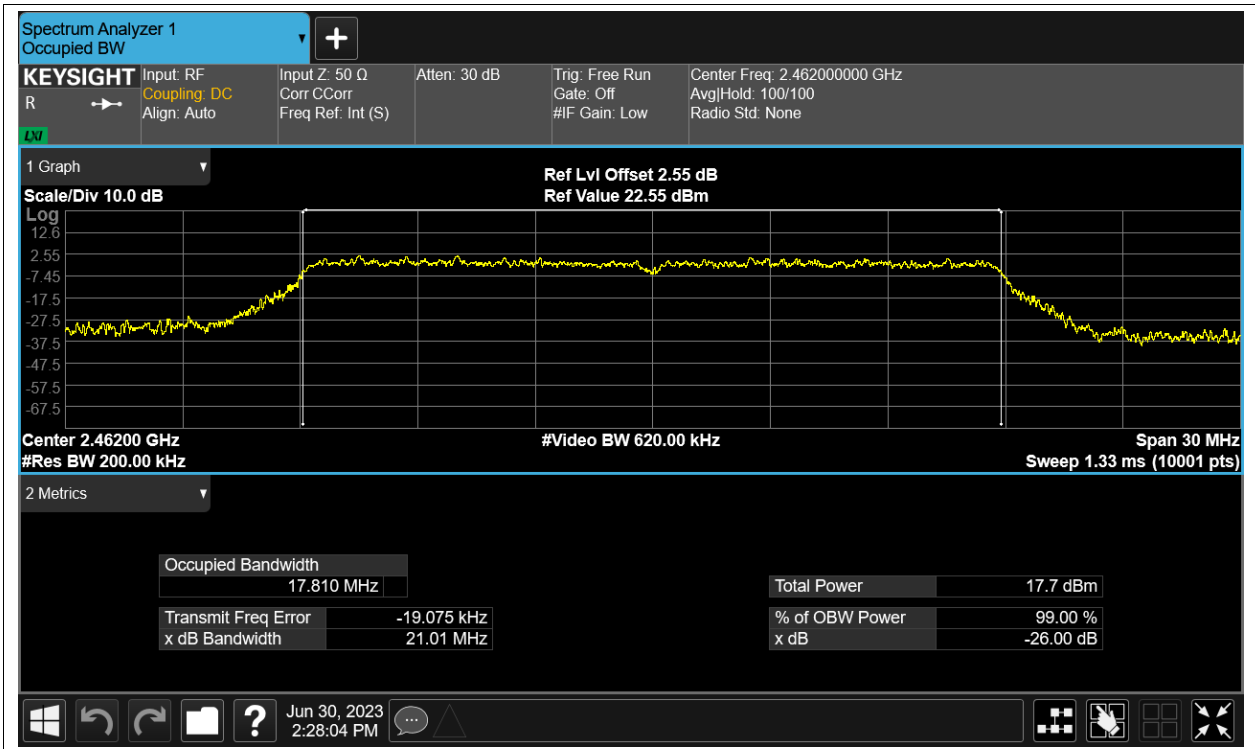 Spectrum Analyzer 1
Occupied BW
KEYSIGHT
R
LXI
Input: RF
Coupling: DC
Align: Auto
Input Z: 50 Ω
Corr CCorr
Freq Ref: Int (S)
Atten: 30 dB
Trig: Free Run
Gate: Off
#IF Gain: Low
Center Freq: 2.462000000 GHz
Avg|Hold: 100/100
Radio Std: None
1 Graph
Scale/Div 10.0 dB
Ref Lvl Offset 2.55 dB
Ref Value 22.55 dBm
Log
12.6
2.55
-7.45
-17.5
-27.5
-37.5
-47.5
-57.5
-67.5
Center 2.46200 GHz
#Video BW 620.00 kHz
Span 30 MHz
#Res BW 200.00 kHz
Sweep 1.33 ms (10001 pts)
2 Metrics
Occupied Bandwidth
17.810 MHz
Total Power 17.7 dBm
Transmit Freq Error -19.075 kHz
% of OBW Power 99.00 %
x dB Bandwidth 21.01 MHz
x dB -26.00 dB
?
Jun 30, 2023
2:28:04 PM